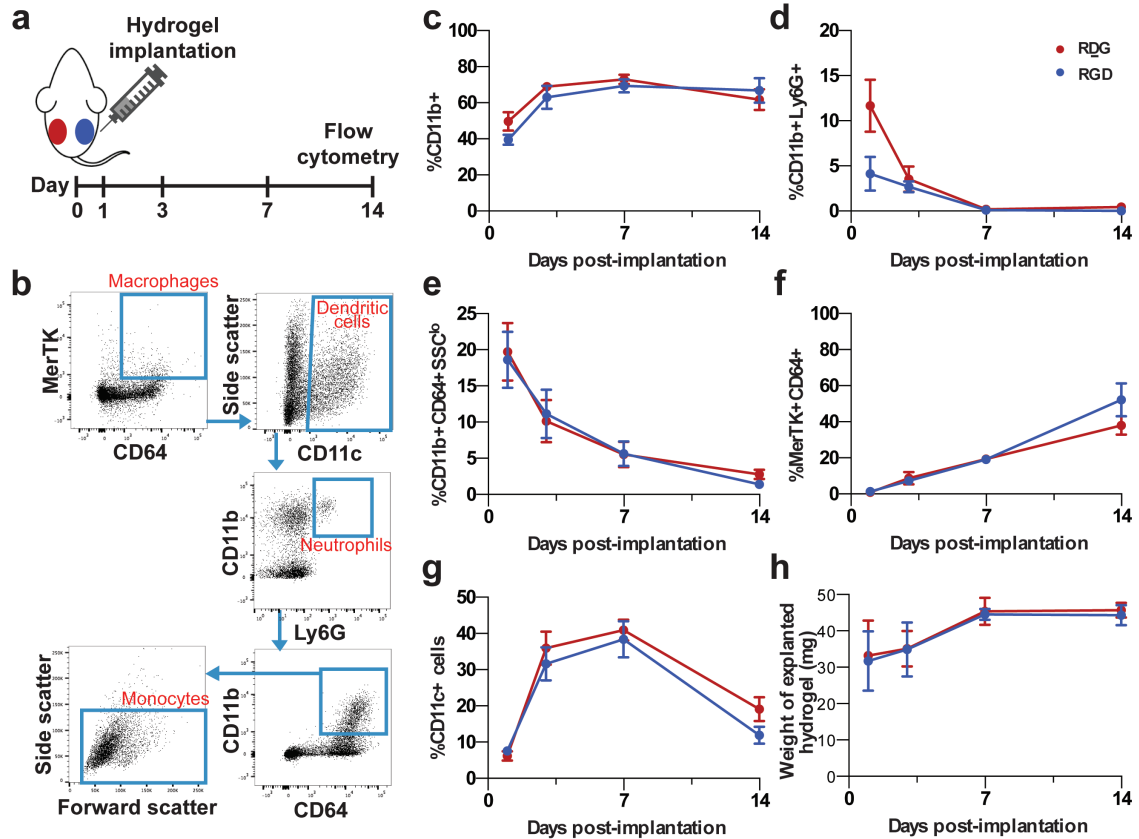 a
Hydrogel
implantation
Flow
cytometry
Day
0 1 3 7 14
b
Macrophages
MerTK
CD64
Side scatter
Dendritic
cells
CD11c
CD11b
Neutrophils
Ly6G
Side scatter
Monocytes
Forward scatter
CD11b
CD64
c
%CD11b+
100
80
60
40
20
0
0 7 14
Days post-implantation
d
%CD11b+Ly6G+
20
15
10
5
0
RDG
RGD
0 7 14
Days post-implantation
e
%CD11b+CD64+SSClo
25
20
15
10
5
0
0 7 14
Days post-implantation
f
%MerTK+CD64+
100
80
60
40
20
0
0 7 14
Days post-implantation
g
%CD11c+ cells
50
40
30
20
10
0
0 7 14
Days post-implantation
h
Weight of explanted
hydrogel (mg)
50
40
30
20
10
0
0 7 14
Days post-implantation